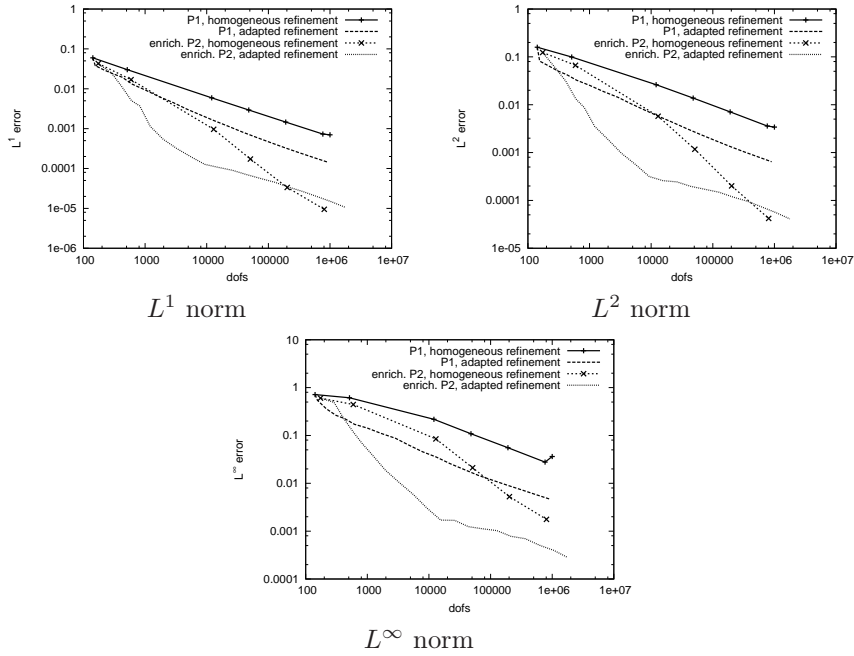 P1, homogeneous refinement
P1, adapted refinement
enrich. P2, homogeneous refinement
enrich. P2, adapted refinement
1
0.1
0.01
0.001
0.0001
1e-05
1e-06
L¹ error
100 1000 10000 100000 1e+06 1e+07
dofs
L¹ norm
P1, homogeneous refinement
P1, adapted refinement
enrich. P2, homogeneous refinement
enrich. P2, adapted refinement
1
0.1
0.01
0.001
0.0001
1e-05
L² error
100 1000 10000 100000 1e+06 1e+07
dofs
L² norm
P1, homogeneous refinement
P1, adapted refinement
enrich. P2, homogeneous refinement
enrich. P2, adapted refinement
10
1
0.1
0.01
0.001
0.0001
L∞ error
100 1000 10000 100000 1e+06 1e+07
dofs
L∞ norm